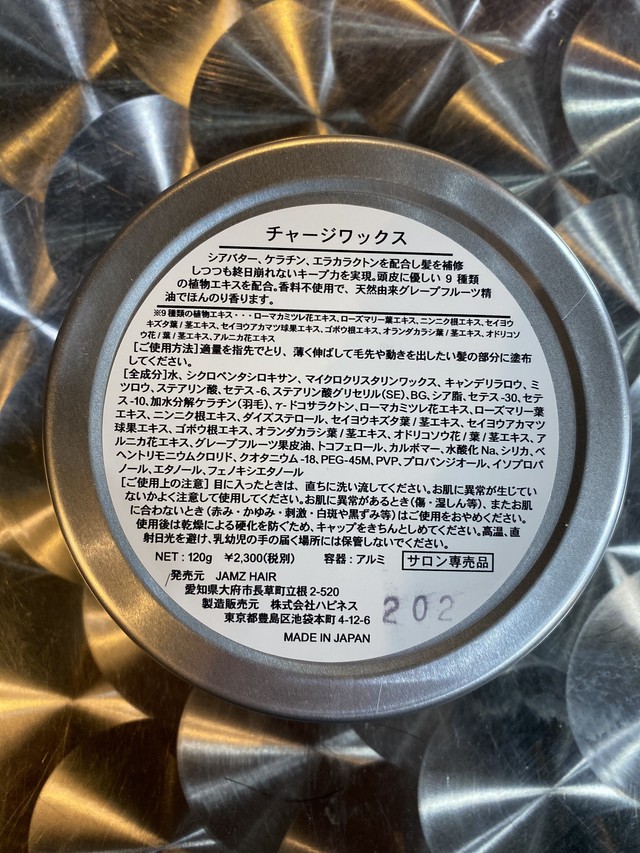 チャージワックス
シアバター、ケラチン、エラカラクトンを配合し髪を補修
しつつも終日崩れないキープ力を実現。頭皮に優しい 9 種類
の植物エキスを配合。香料不使用で、天然由来グレープフルーツ精
油でほんのり香ります。
※9 種類の植物エキス・・・ローマカミツレ花エキス、ローズマリー葉エキス、ニンニク根エキス、セイヨウ
キズタ葉 / 茎エキス、セイヨウアカマツ球果エキス、ゴボウ根エキス、オランダカラシ葉 / 茎エキス、オドリコソ
ウ花 / 葉 / 茎エキス、アルニカ花エキス
［ご使用方法］適量を指先でとり、薄く伸ばして毛先や動きを出したい髪の部分に塗布
してください。
［全成分］水、シクロペンタシロキサン、マイクロクリスタリンワックス、キャンデリラロウ、ミ
ツロウ、ステアリン酸、セテス-6、ステアリン酸グリセリル(SE)、BG、シア脂、セテス-30、セテ
ス-10、加水分解ケラチン(羽毛)、γ-ドコサラクトン、ローマカミツレ花エキス、ローズマリー葉
エキス、ニンニク根エキス、ダイズステロール、セイヨウキズタ葉 / 茎エキス、セイヨウアカマツ
球果エキス、ゴボウ根エキス、オランダカラシ葉 / 茎エキス、オドリコソウ花 / 葉 / 茎エキス、ア
ルニカ花エキス、グレープフルーツ果皮油、トコフェロール、カルボマー、水酸化 Na、シリカ、ベ
ヘントリモニウムクロリド、クオタニウム-18、PEG-45M、PVP、プロパンジオール、イソプロパ
ノール、エタノール、フェノキシエタノール
［ご使用上の注意］目に入ったときは、直ちに洗い流してください。お肌に異常が生じてい
ないかよく注意して使用してください。お肌に異常があるとき(傷・湿しん等)、またお肌
に合わないとき(赤み・かゆみ・刺激・白斑や黒ずみ等)はご使用をおやめください。
使用後は乾燥による硬化を防ぐため、キャップをきちんとしめてください。高温、直
射日光を避け、乳幼児の手の届く場所には保管しないでください。
NET : 120g ¥2,300(税別) 容器 : アルミ サロン専売品
発売元 JAMZ HAIR
愛知県大府市長草町立根 2-520
製造販売元 株式会社ハピネス
東京都豊島区池袋本町 4-12-6
202
MADE IN JAPAN